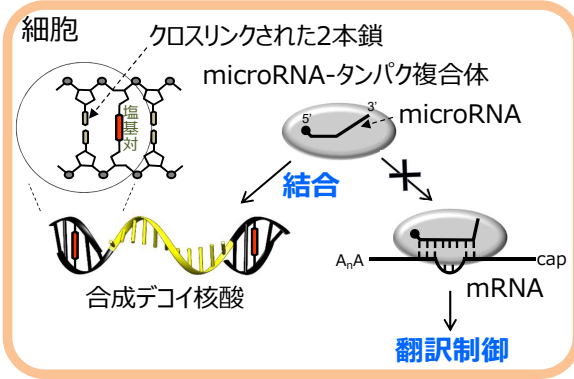 細胞
クロスリンクされた2本鎖
microRNA-タンパク複合体
塩基対
5'
3'
microRNA
結合
AnA
cap
合成デコイ核酸
mRNA
翻訳制御